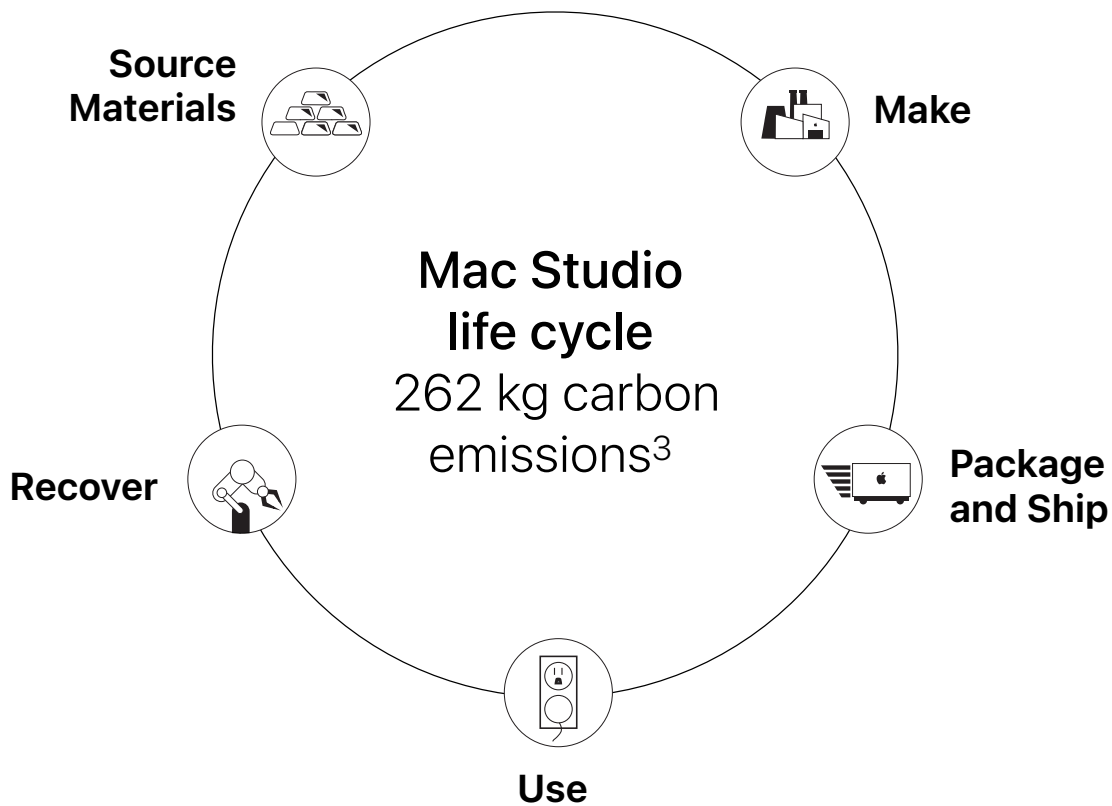 Source
Materials
Make
Mac Studio
life cycle
262 kg carbon
emissions³
Recover
Package
and Ship
Use